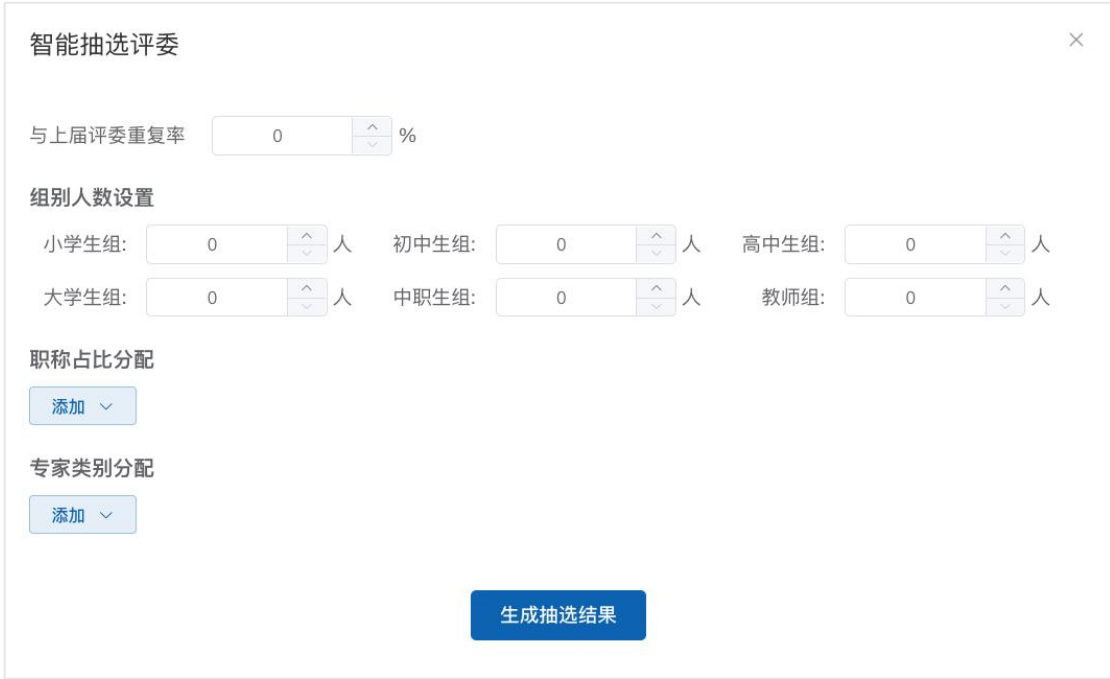 智能抽选评委
与上届评委重复率 0 %
组别人数设置
小学生组: 0 人 初中生组: 0 人 高中生组: 0 人
大学生组: 0 人 中职生组: 0 人 教师组: 0 人
职称占比分配
添加
专家类别分配
添加
生成抽选结果